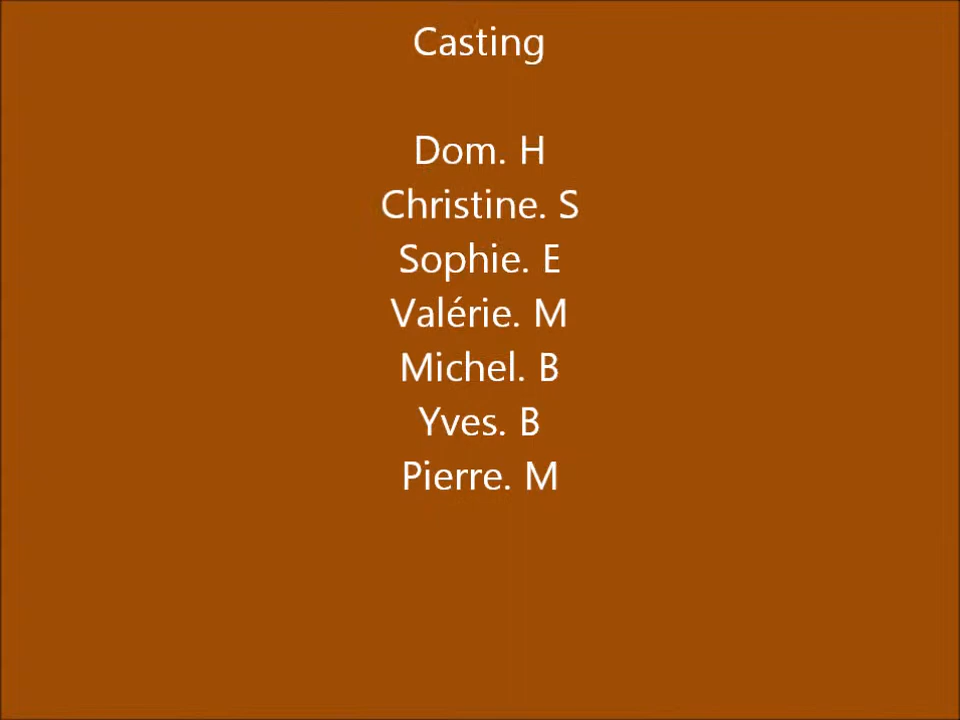 Casting
Dom. H
Christine. S
Sophie. E
Valérie. M
Michel. B
Yves. B
Pierre. M